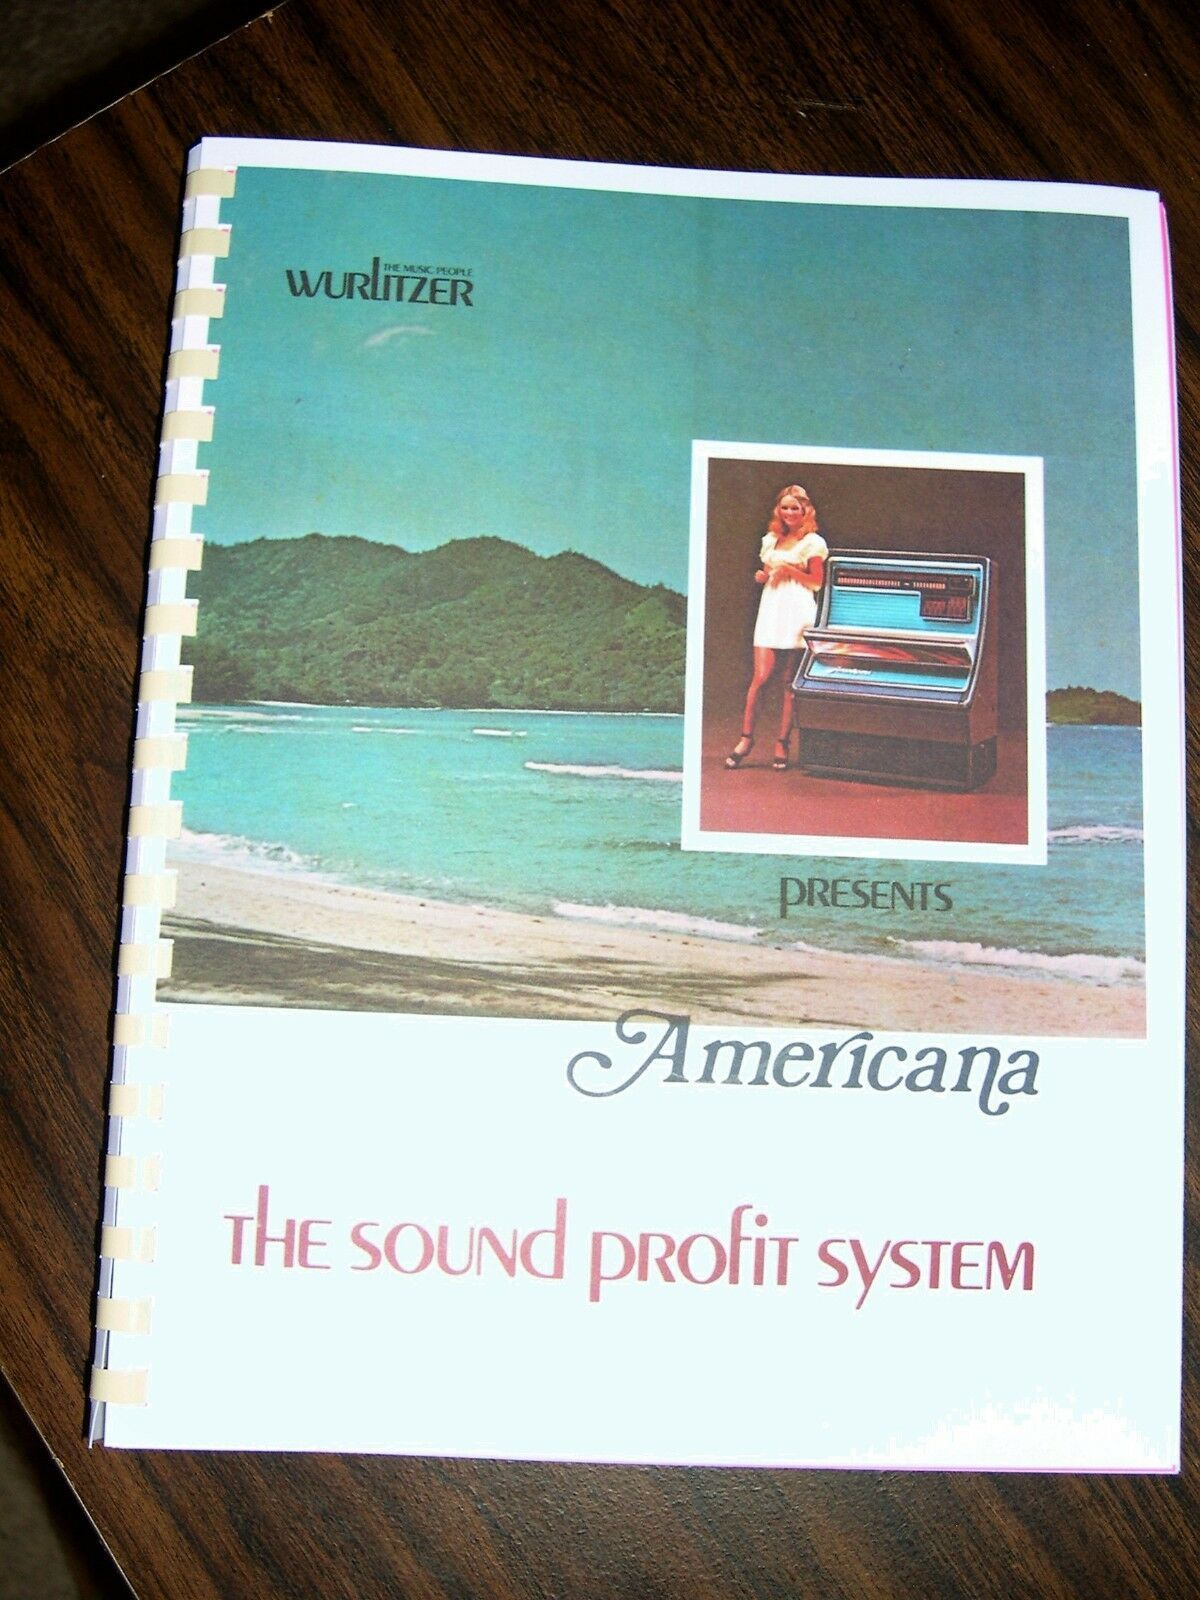 THE MUSIC PEOPLE
WURLITZER
PRESENTS
Americana
THE SOUND PROFIT SYSTEM